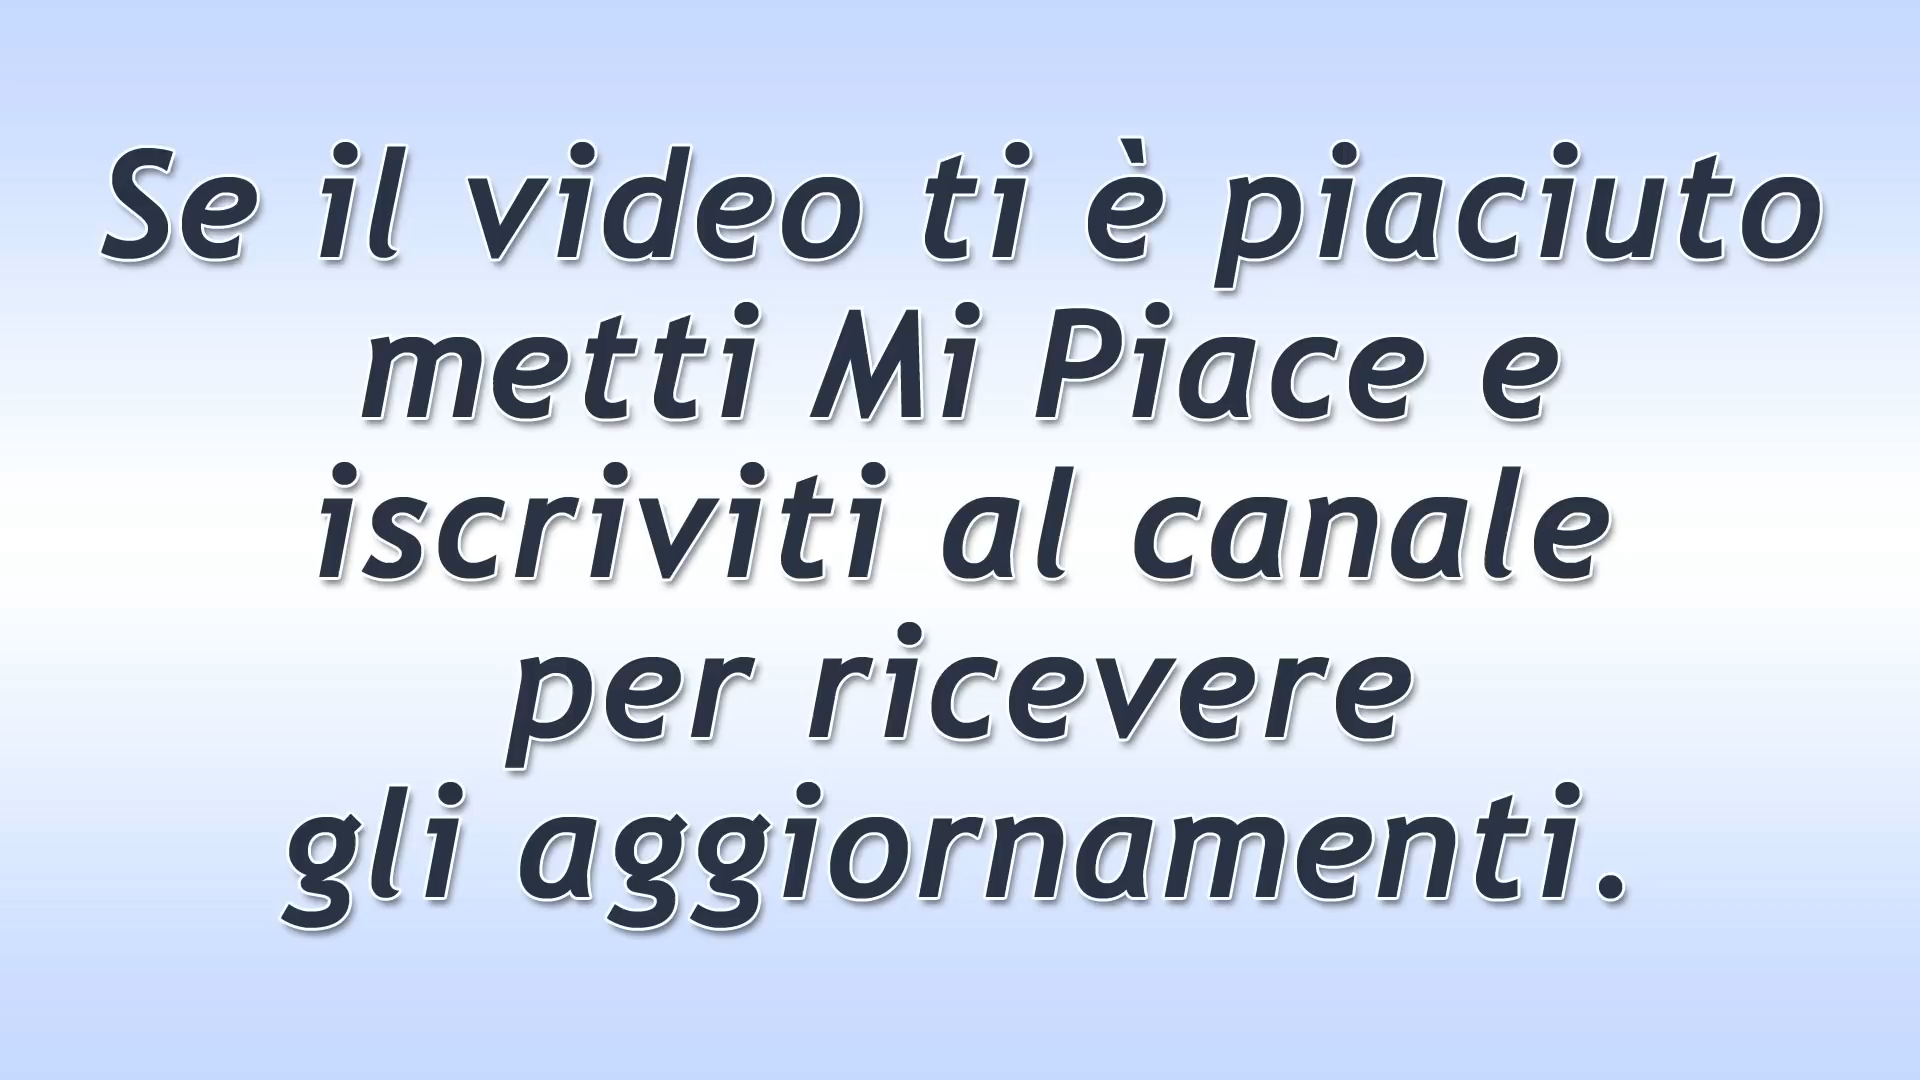 Se il video ti è piaciuto
metti Mi Piace e
iscriviti al canale
per ricevere
gli aggiornamenti.